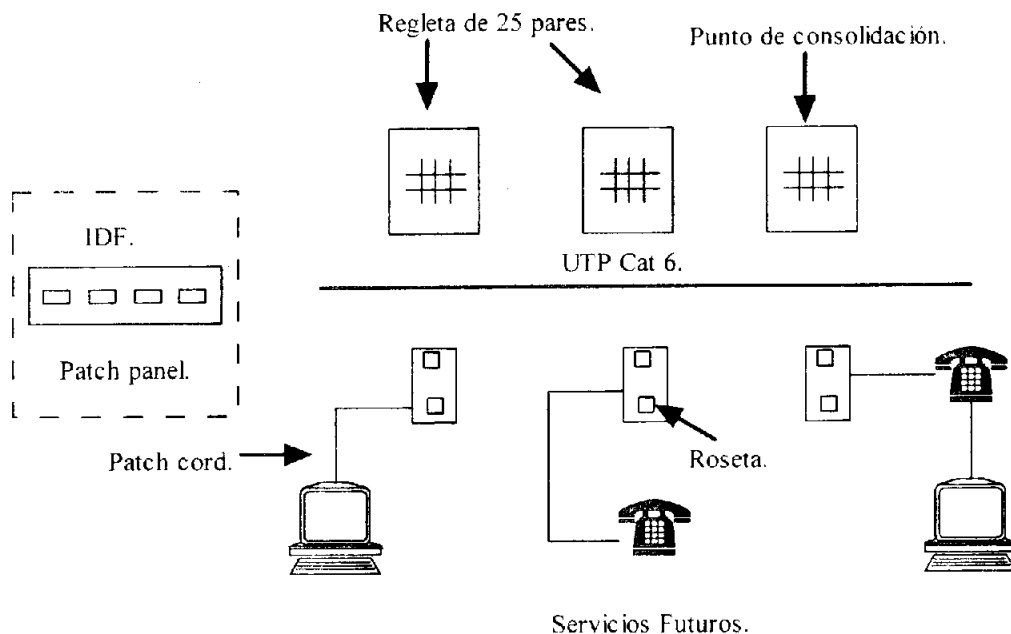 Regleta de 25 pares.
Punto de consolidación.
IDF.
UTP Cat 6.
Patch panel.
Patch cord.
Roseta.
Servicios Futuros.